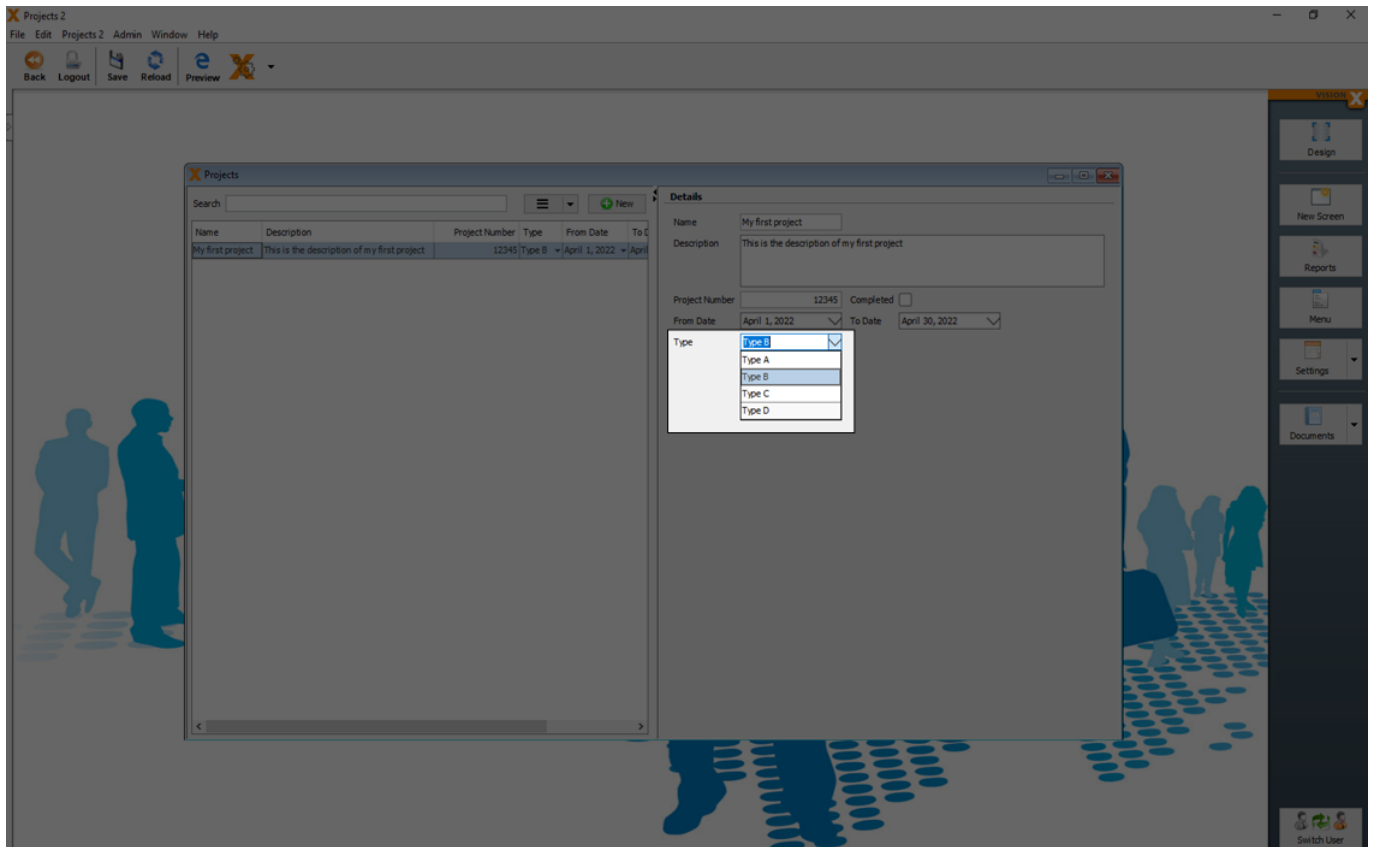 Projects 2
File Edit Projects 2 Admin Window Help
Back Logout Save Reload Preview
VISION X
Design
New Screen
Reports
Menu
Settings
Documents
Switch User
Projects
Search
New
Name Description Project Number Type From Date To D
My first project This is the description of my first project 12345 Type B April 1, 2022 April
Details
Name My first project
Description This is the description of my first project
Project Number 12345 Completed
From Date April 1, 2022 To Date April 30, 2022
Type Type B
Type A
Type B
Type C
Type D